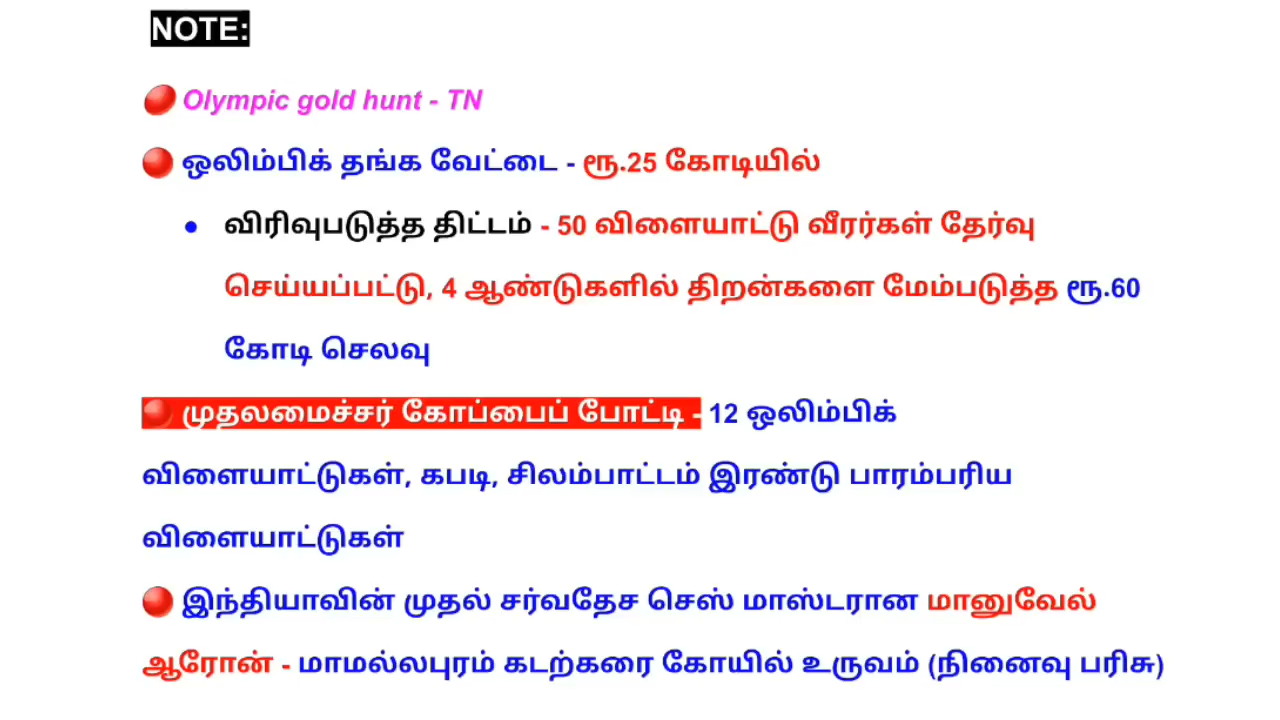 NOTE:
Olympic gold hunt - TN
ஒலிம்பிக் தங்க வேட்டை - ரூ.25 கோடியில்
விரிவுபடுத்த திட்டம் - 50 விளையாட்டு வீரர்கள் தேர்வு
செய்யப்பட்டு, 4 ஆண்டுகளில் திறன்களை மேம்படுத்த ரூ.60
கோடி செலவு
முதலமைச்சர் கோப்பைப் போட்டி - 12 ஒலிம்பிக்
விளையாட்டுகள், கபடி, சிலம்பாட்டம் இரண்டு பாரம்பரிய
விளையாட்டுகள்
இந்தியாவின் முதல் சர்வதேச செஸ் மாஸ்டரான மானுவேல்
ஆரோன் - மாமல்லபுரம் கடற்கரை கோயில் உருவம் (நினைவு பரிசு)